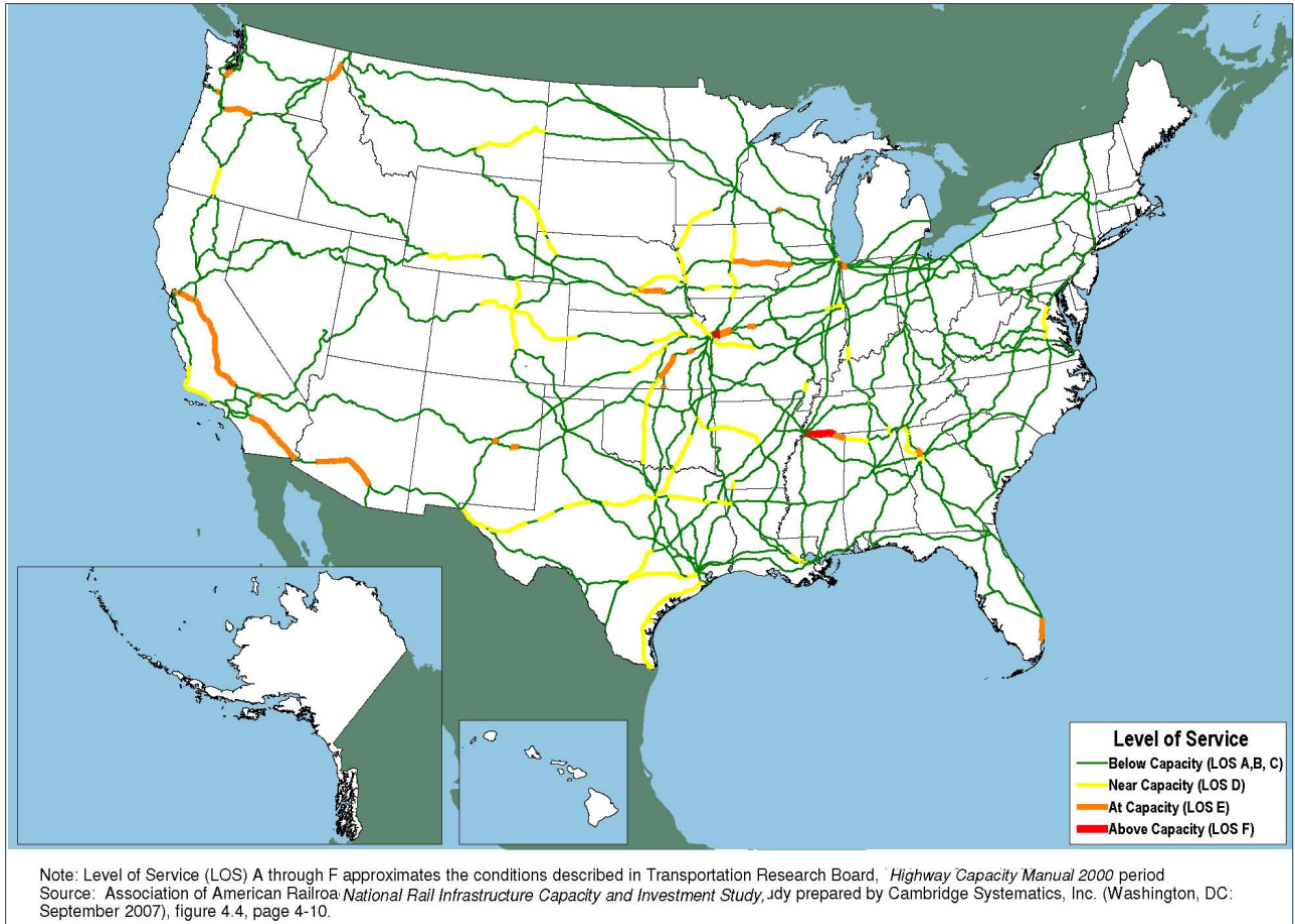 Level of Service
Below Capacity (LOS A,B, C)
Near Capacity (LOS D)
At Capacity (LOS E)
Above Capacity (LOS F)
Note: Level of Service (LOS) A through F approximates the conditions described in Transportation Research Board, Highway Capacity Manual 2000 period
Source: Association of American Railroa National Rail Infrastructure Capacity and Investment Study, prepared by Cambridge Systematics, Inc. (Washington, DC:
September 2007), figure 4.4, page 4-10.